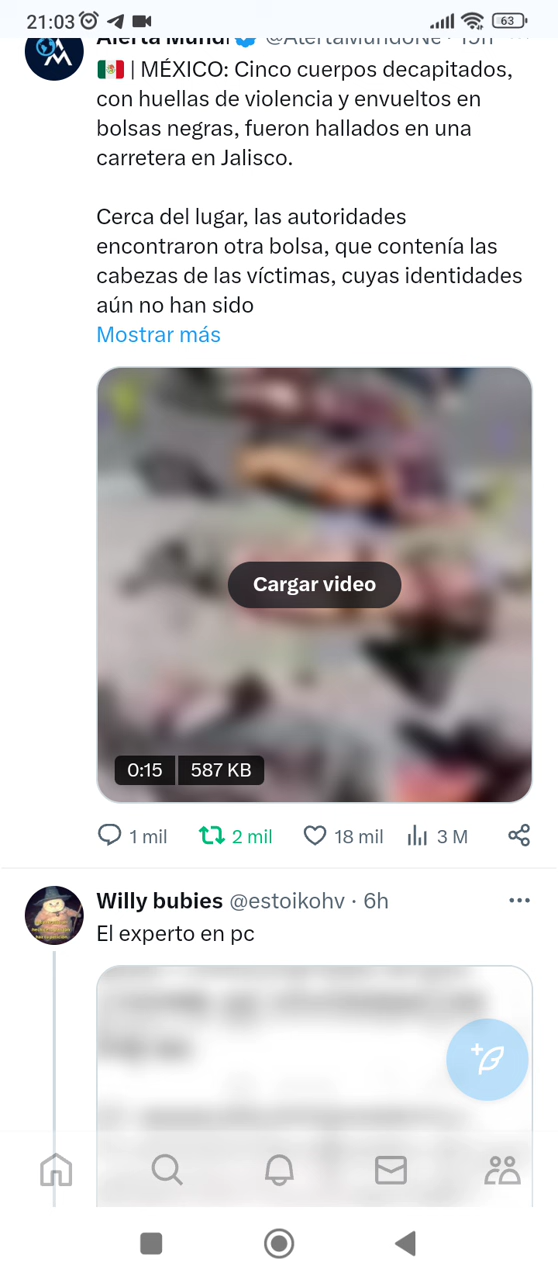 21:03
63
Alerta Mundi @AlertaMundoNe · 19h
🇲🇽 | MÉXICO: Cinco cuerpos decapitados,
con huellas de violencia y envueltos en
bolsas negras, fueron hallados en una
carretera en Jalisco.
Cerca del lugar, las autoridades
encontraron otra bolsa, que contenía las
cabezas de las víctimas, cuyas identidades
aún no han sido
Mostrar más
Cargar video
0:15 587 KB
1 mil 2 mil 18 mil 3 M
Willy bubies @estoikohv · 6h
El experto en pc